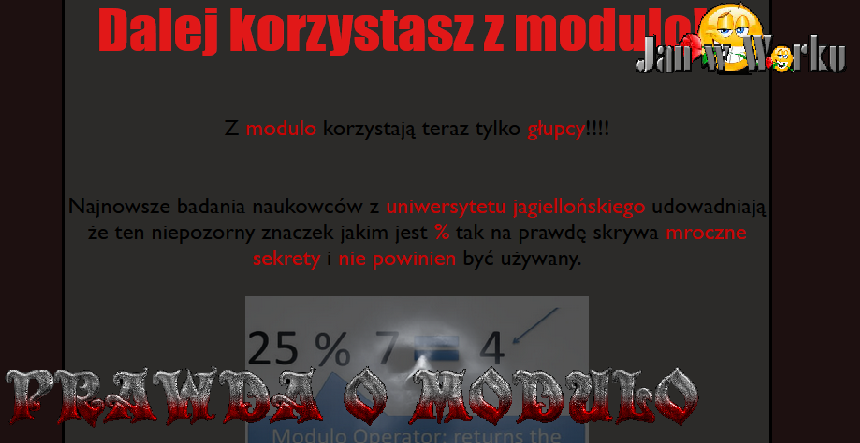 Dalej korzystasz z modulo!
Jan w Worku
Z modulo korzystają teraz tylko głupcy!!!!
Najnowsze badania naukowców z uniwersytetu jagiellońskiego udowadniają
że ten niepozorny znaczek jakim jest % tak na prawdę skrywa mroczne
sekrety i nie powinien być używany.
25 % 7 = 4
PRAWDA O MODULO
Modulo Operator: returns the